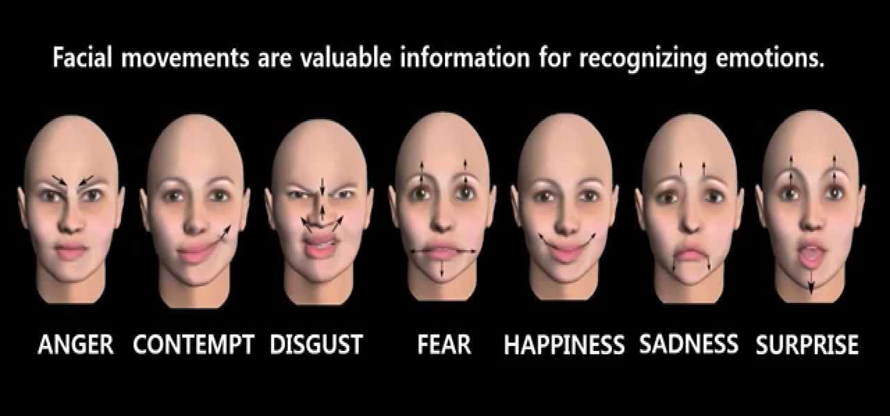 Facial movements are valuable information for recognizing emotions.
ANGER CONTEMPT DISGUST FEAR HAPPINESS SADNESS SURPRISE